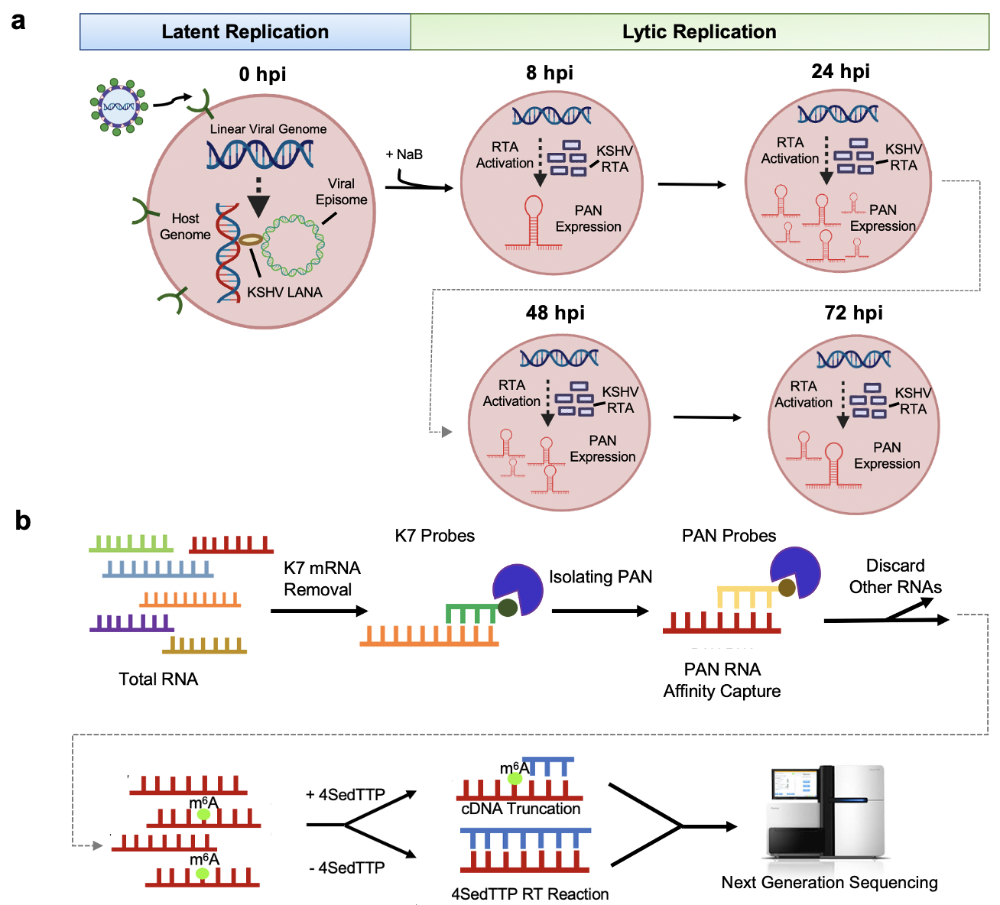 a
Latent Replication
Lytic Replication
0 hpi
8 hpi
24 hpi
Linear Viral Genome
Viral
Episome
Host
Genome
KSHV LANA
+ NaB
RTA
Activation
KSHV
RTA
PAN
Expression
RTA
Activation
KSHV
RTA
PAN
Expression
48 hpi
72 hpi
RTA
Activation
KSHV
RTA
PAN
Expression
RTA
Activation
KSHV
RTA
PAN
Expression
b
Total RNA
K7 mRNA
Removal
K7 Probes
Isolating PAN
PAN Probes
PAN RNA
Affinity Capture
Discard
Other RNAs
m⁶A
m⁶A
+ 4SedTTP
- 4SedTTP
m⁶A
cDNA Truncation
4SedTTP RT Reaction
Next Generation Sequencing